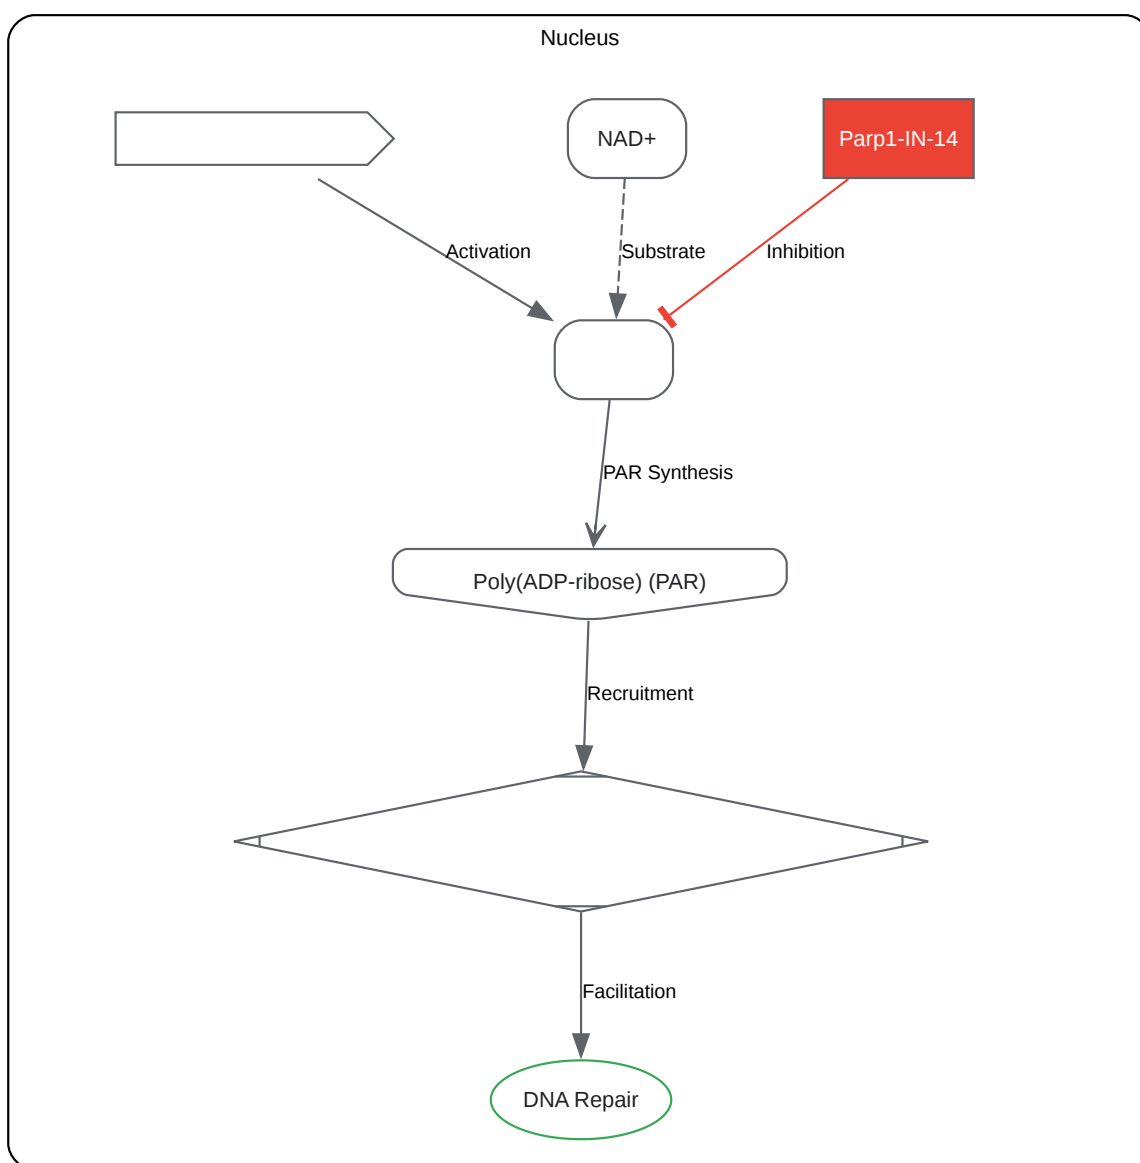 Nucleus
NAD+
Parp1-IN-14
Activation
Substrate
Inhibition
PAR Synthesis
Poly(ADP-ribose) (PAR)
Recruitment
Facilitation
DNA Repair